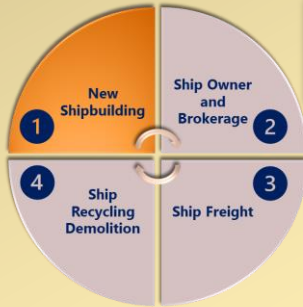 New
Shipbuilding
1
Ship Owner
and
Brokerage
2
4
Ship
Recycling
Demolition
3
Ship Freight